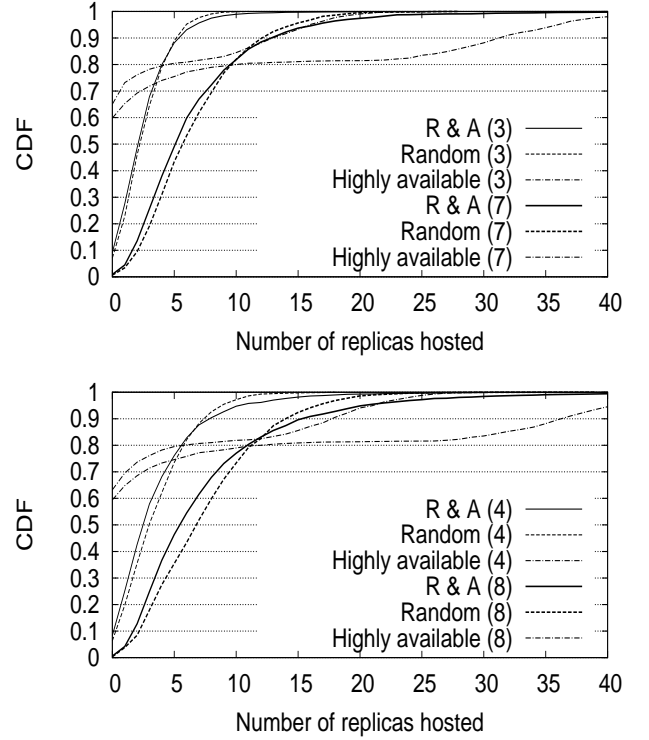 1
0.9
0.8
0.7
0.6
0.5
0.4
0.3
0.2
0.1
0
CDF
R & A (3)
Random (3)
Highly available (3)
R & A (7)
Random (7)
Highly available (7)
0 5 10 15 20 25 30 35 40
Number of replicas hosted
1
0.9
0.8
0.7
0.6
0.5
0.4
0.3
0.2
0.1
0
CDF
R & A (4)
Random (4)
Highly available (4)
R & A (8)
Random (8)
Highly available (8)
0 5 10 15 20 25 30 35 40
Number of replicas hosted